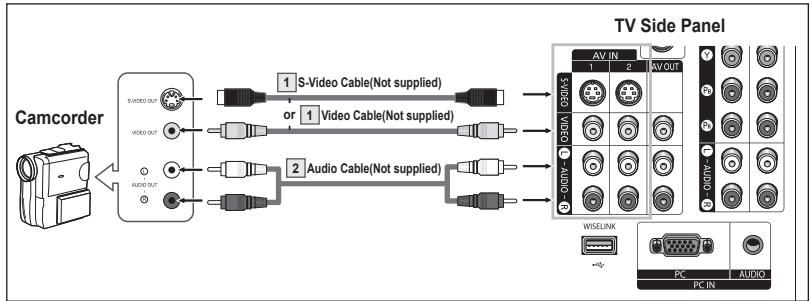 TV Side Panel
Camcorder
S-VIDEO OUT
VIDEO OUT
L
AUDIO OUT
R
1 S-Video Cable(Not supplied)
or 1 Video Cable(Not supplied)
2 Audio Cable(Not supplied)
AV IN
1 2 AV OUT
S-VIDEO
VIDEO
L - AUDIO - R
Y
PB
PR
L - AUDIO - R
WISELINK
PC AUDIO
PC IN